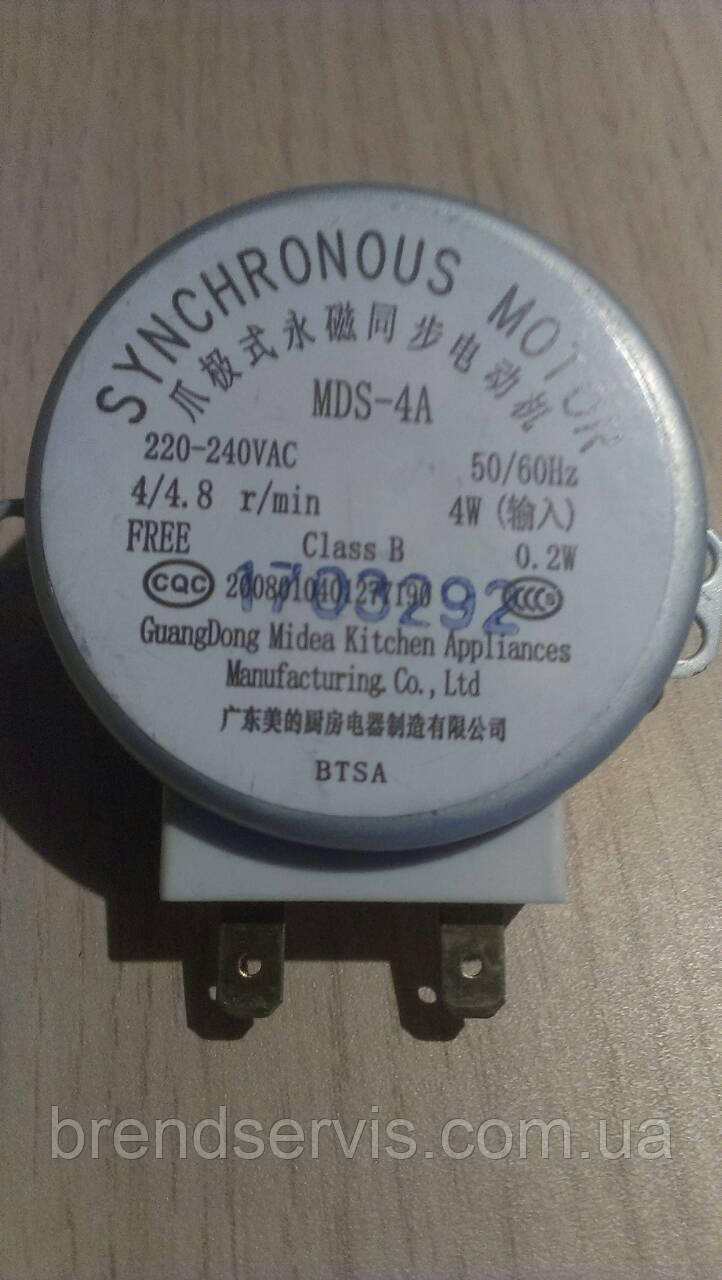 SYNCHRONOUS MOTOR
爪极式永磁同步电动机
MDS-4A
220-240VAC 50/60Hz
4/4.8 r/min 4W (输入)
FREE Class B 0.2W
CQC CCC S
1703292
GuangDong Midea Kitchen Appliances
Manufacturing. Co., Ltd
广东美的厨房电器制造有限公司
BTSA
brendservis.com.ua